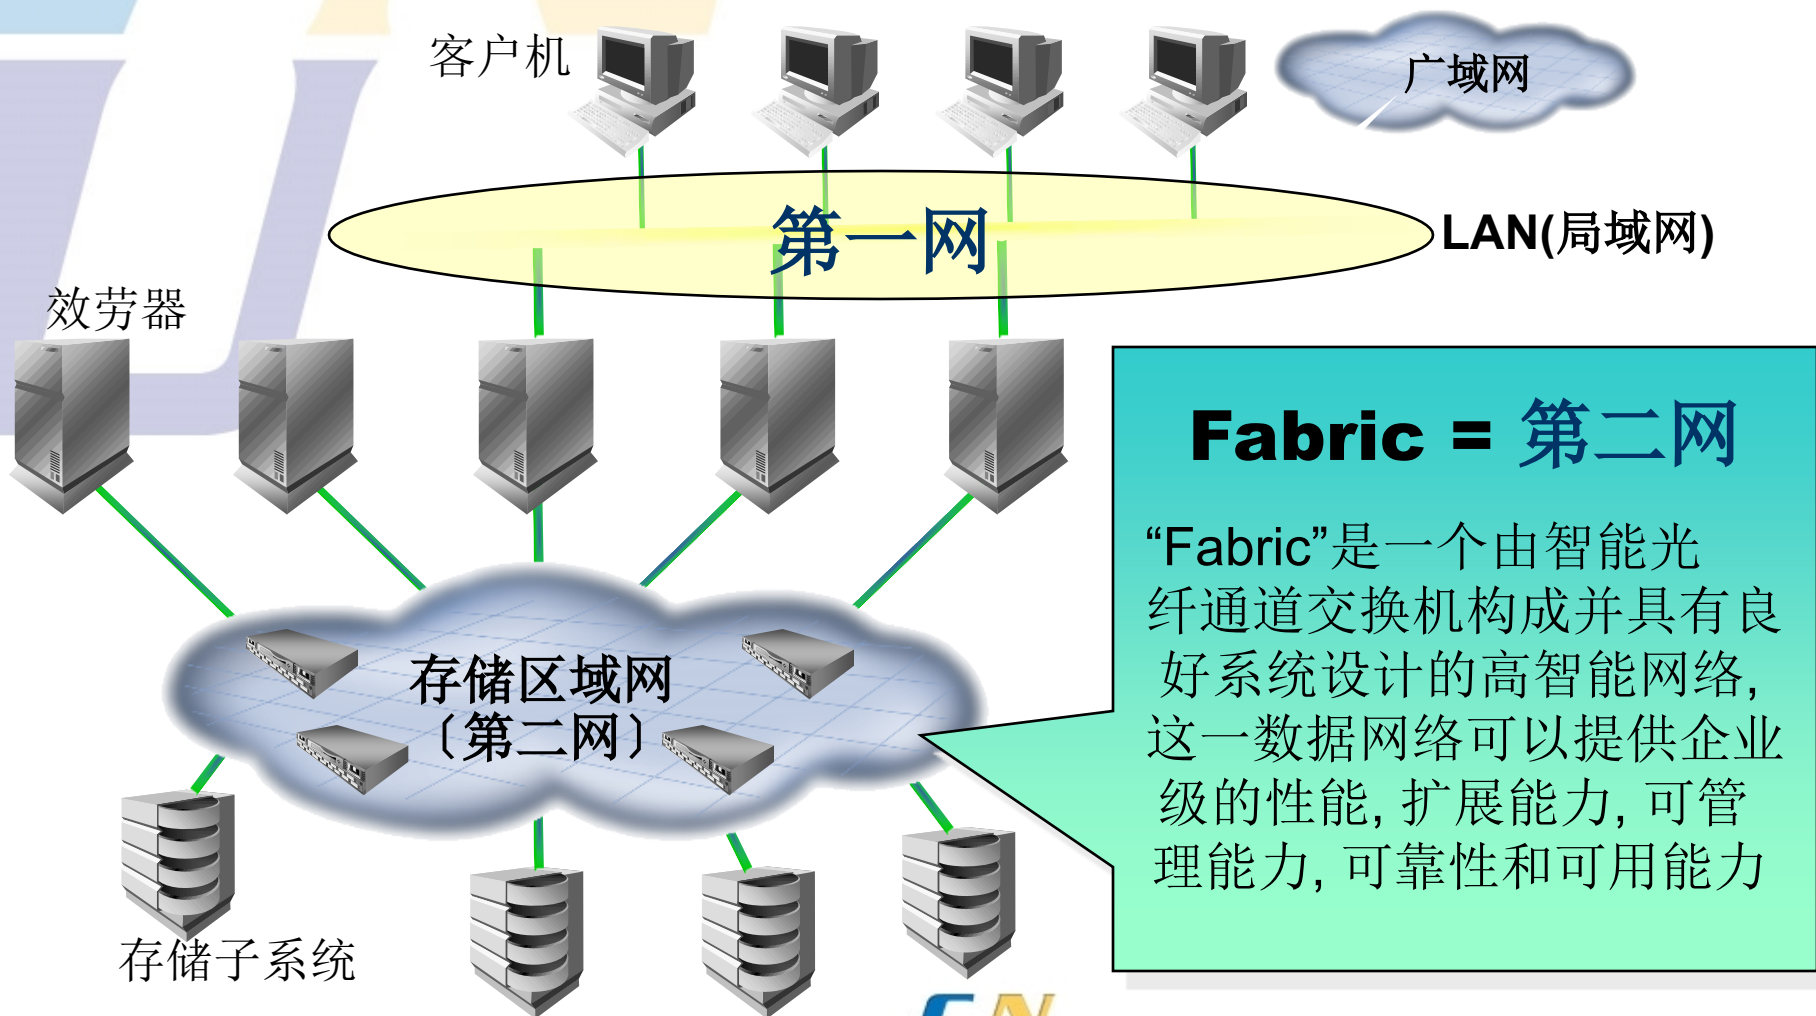 客户机
广域网
第一网
LAN(局域网)
效劳器
Fabric = 第二网
“Fabric”是一个由智能光
纤通道交换机构成并具有良
好系统设计的高智能网络,
这一数据网络可以提供企业
级的性能, 扩展能力, 可管
理能力, 可靠性和可用能力
存储区域网
〔第二网〕
存储子系统